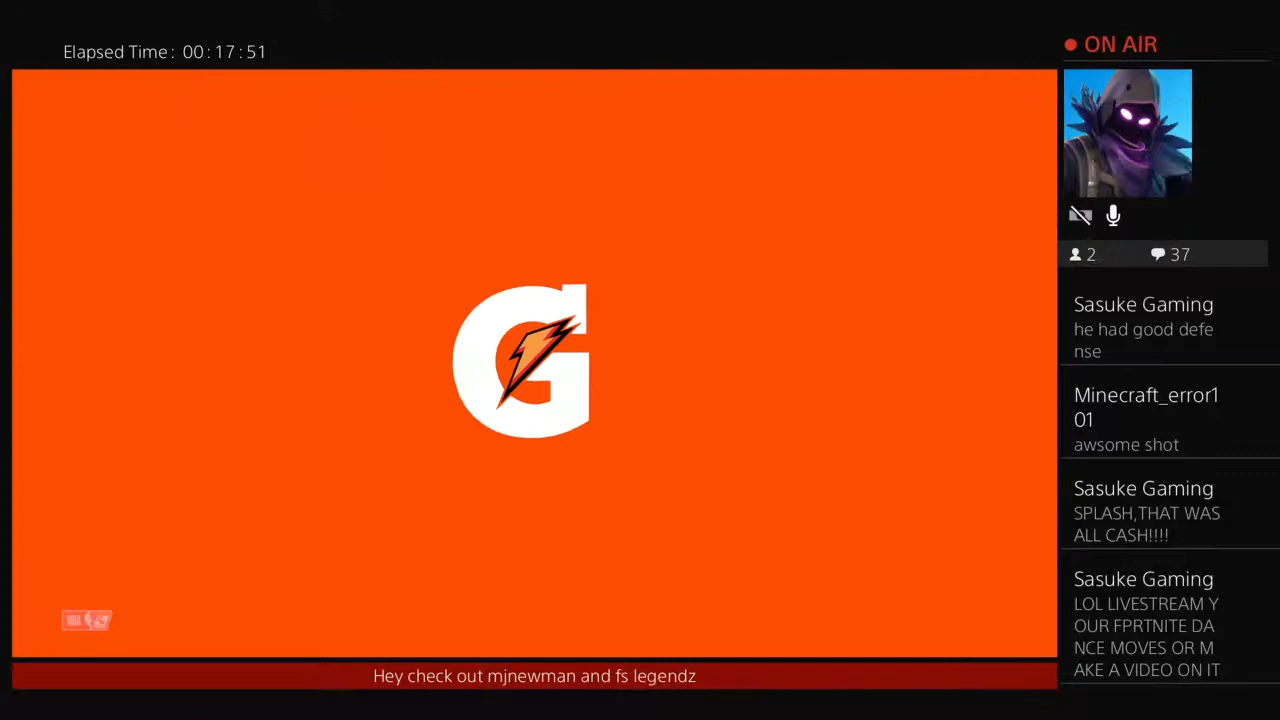 Elapsed Time: 00:17:51
ON AIR
G
2
37
Sasuke Gaming
he had good defe
nse
Minecraft_error1
01
awsome shot
Sasuke Gaming
SPLASH,THAT WAS
ALL CASH!!!!
Sasuke Gaming
LOL LIVESTREAM Y
OUR FPRTNITE DA
NCE MOVES OR M
AKE A VIDEO ON IT
NBA
Hey check out mjnewman and fs legendz